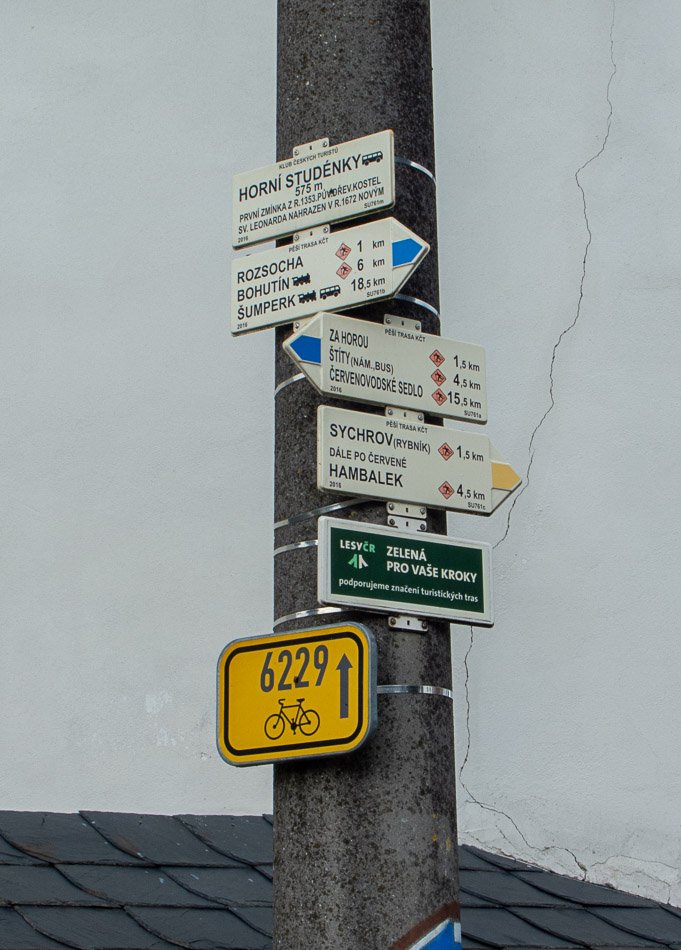 KLUB ČESKÝCH TURISTŮ
HORNÍ STUDÉNKY
575 m
PRVNÍ ZMÍNKA Z R.1353.PŮV.DŘEV.KOSTEL
SV. LEONARDA NAHRAZEN V R.1672 NOVÝM
2016 SU761m
PĚŠÍ TRASA KČT
ROZSOCHA 1 km
BOHUTÍN 6 km
ŠUMPERK 18,5 km
2016 SU761b
PĚŠÍ TRASA KČT
ZA HOROU 1,5 km
ŠTÍTY (NÁM.,BUS) 4,5 km
ČERVENOVODSKÉ SEDLO 15,5 km
2016 SU761a
PĚŠÍ TRASA KČT
SYCHROV (RYBNÍK) 1,5 km
DÁLE PO ČERVENÉ
HAMBALEK 4,5 km
2016 SU761c
LESY ČR
ZELENÁ
PRO VAŠE KROKY
podporujeme značení turistických tras
6229